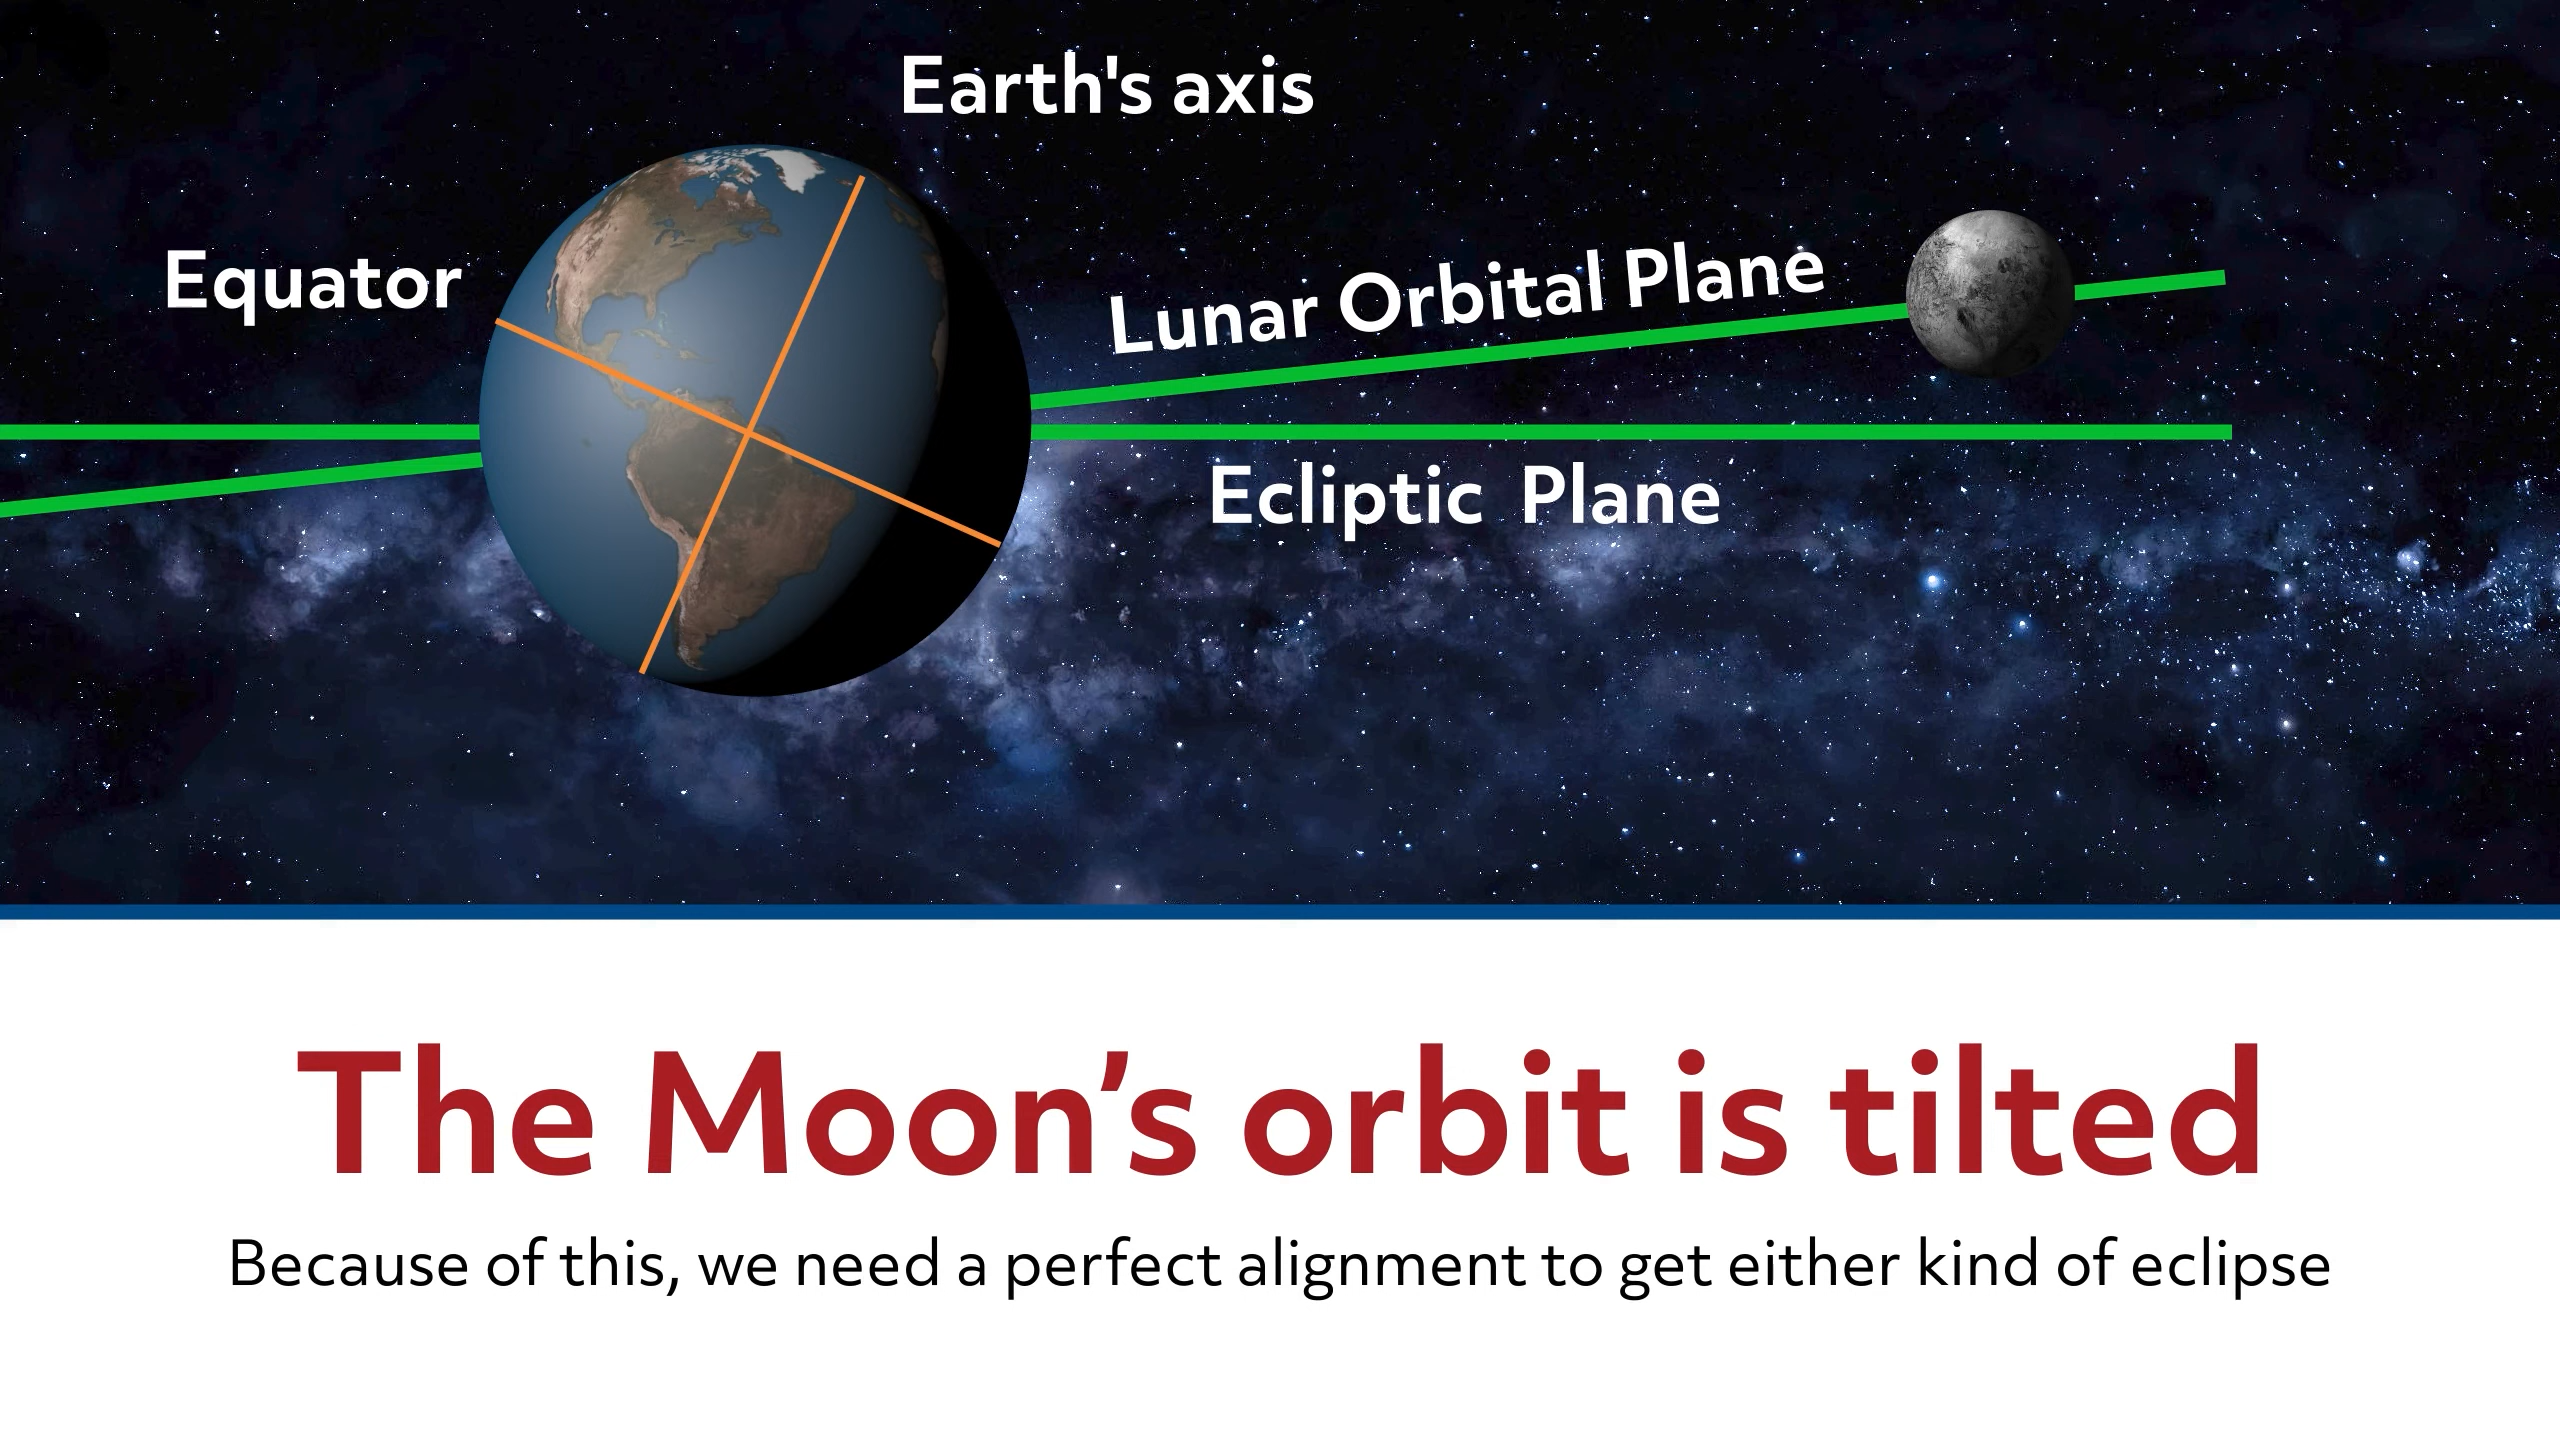 Earth's axis
Equator
Lunar Orbital Plane
Ecliptic Plane
The Moon’s orbit is tilted
Because of this, we need a perfect alignment to get either kind of eclipse